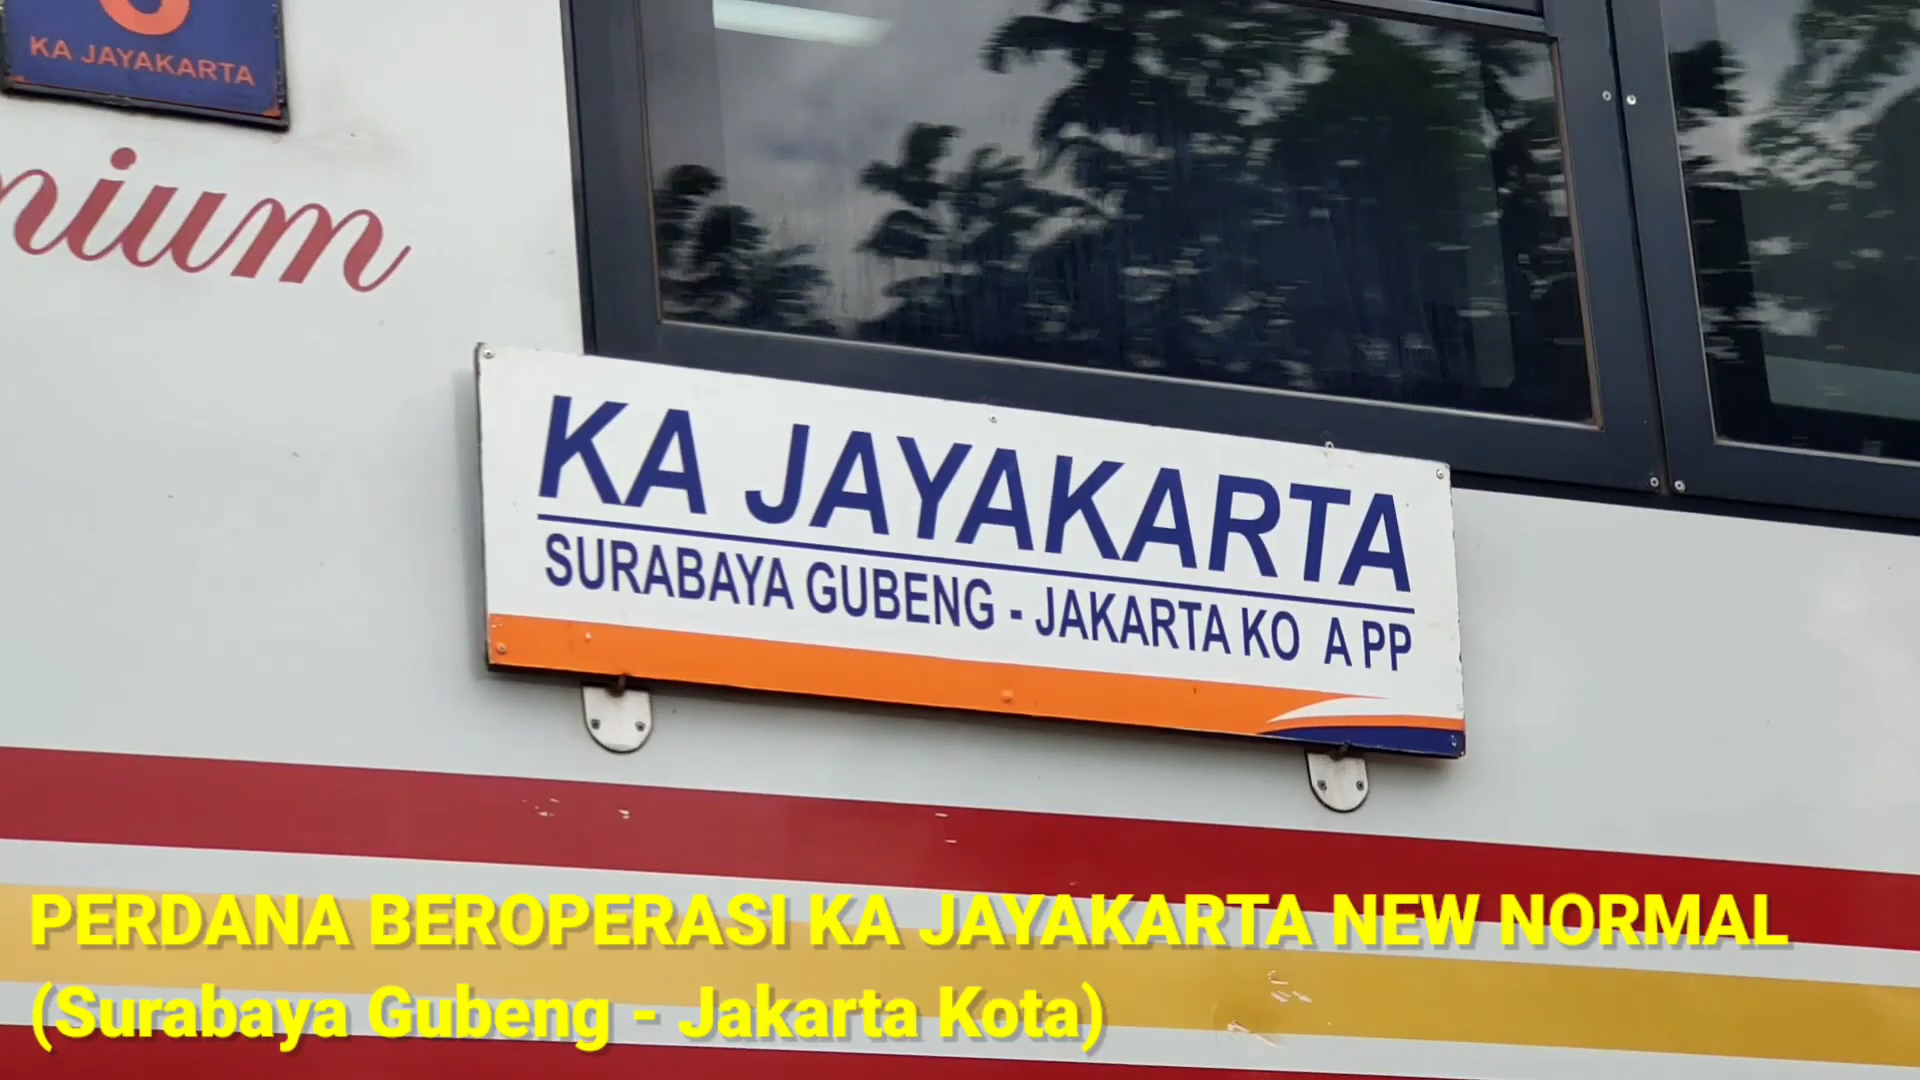 KA JAYAKARTA
nium
KA JAYAKARTA
SURABAYA GUBENG - JAKARTA KO A PP
PERDANA BEROPERASI KA JAYAKARTA NEW NORMAL
(Surabaya Gubeng - Jakarta Kota)